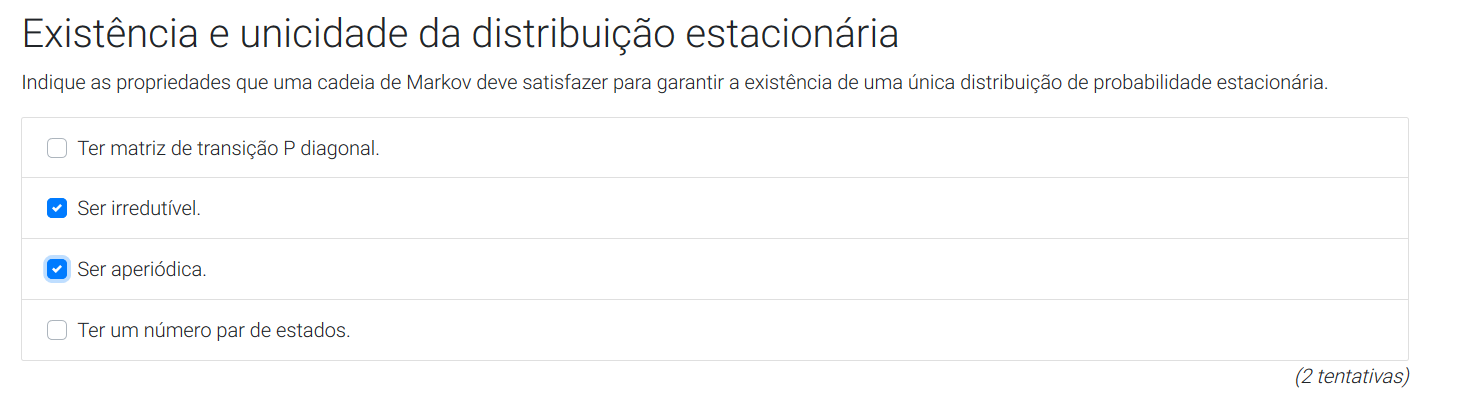 Existência e unicidade da distribuição estacionária
Indique as propriedades que uma cadeia de Markov deve satisfazer para garantir a existência de uma única distribuição de probabilidade estacionária.
Ter matriz de transição P diagonal.
Ser irredutível.
Ser aperiódica.
Ter um número par de estados.
(2 tentativas)